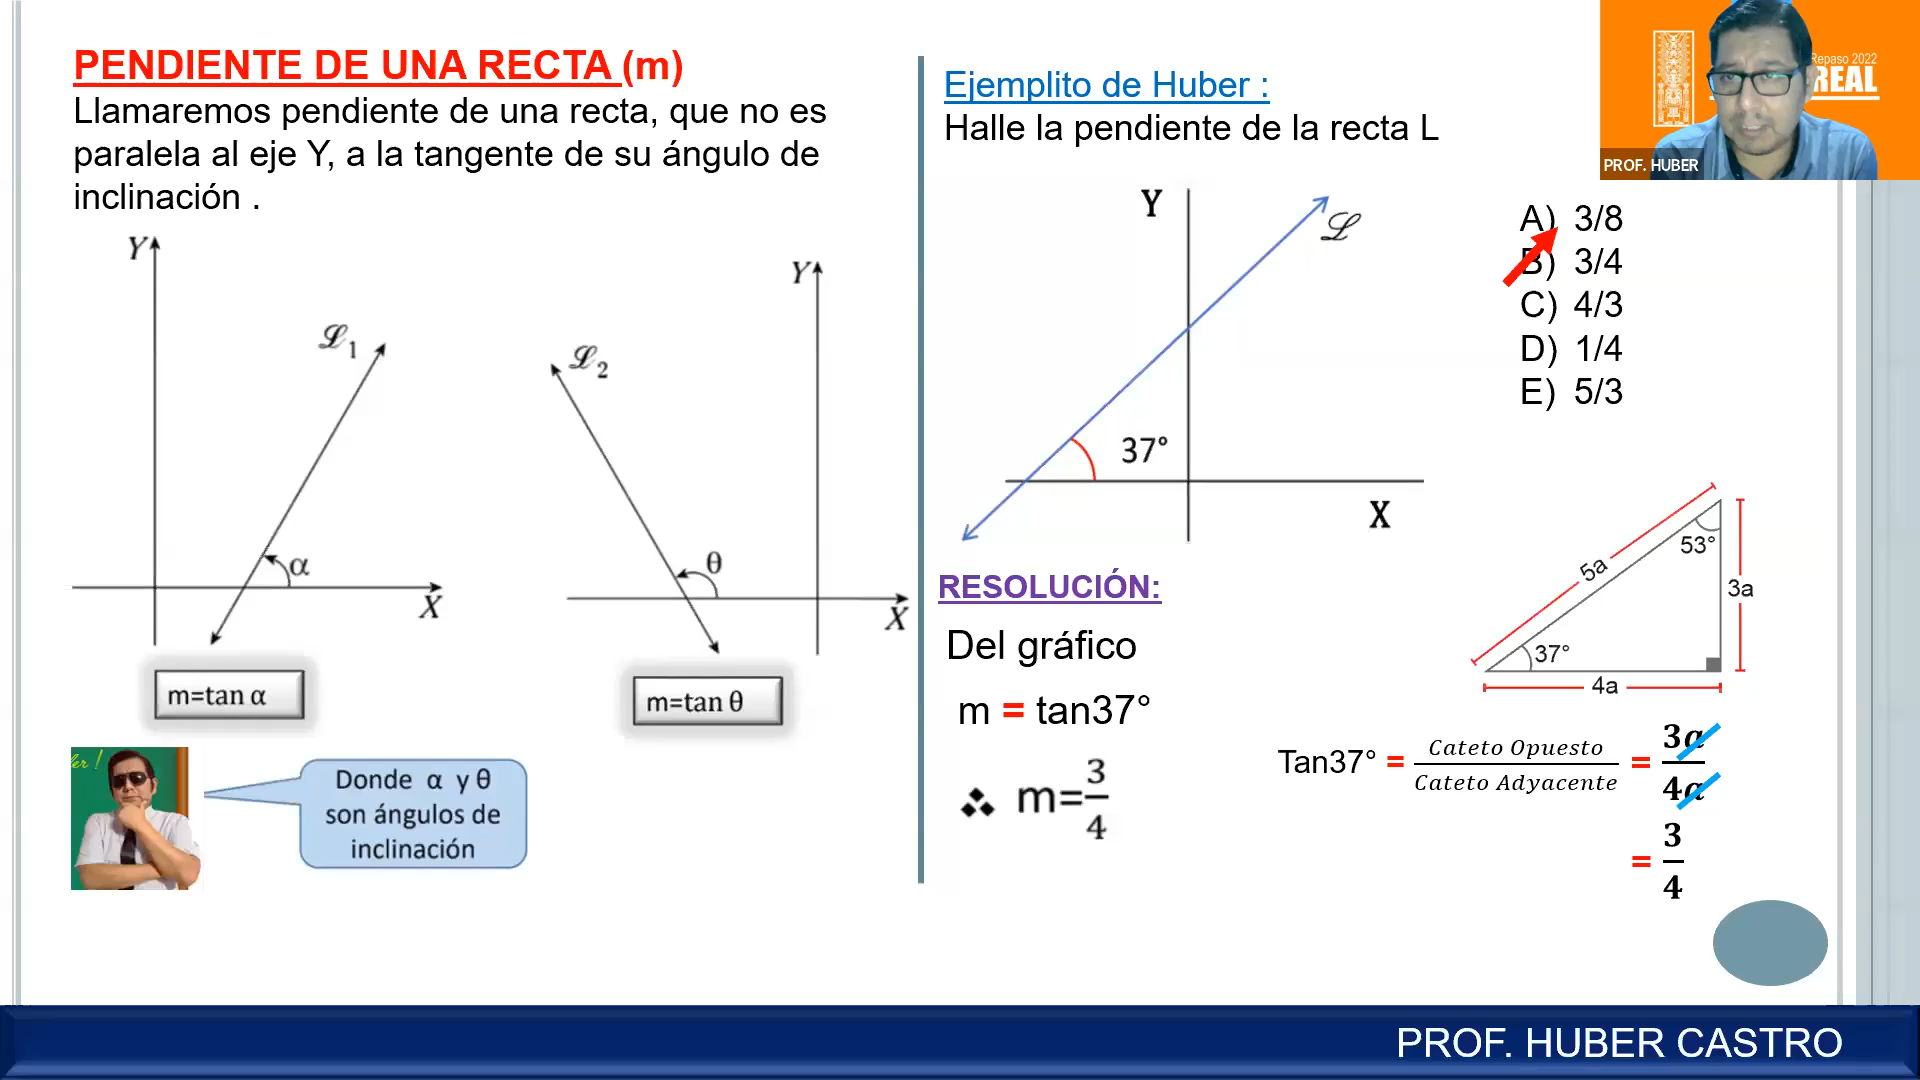 PENDIENTE DE UNA RECTA (m)
Llamaremos pendiente de una recta, que no es
paralela al eje Y, a la tangente de su ángulo de
inclinación .
Y
ℒ1
α
X
m=tan α
Y
ℒ2
θ
X
m=tan θ
er !
Donde α y θ
son ángulos de
inclinación
Ejemplito de Huber :
Halle la pendiente de la recta L
Y
ℒ
37°
X
A) 3/8
B) 3/4
C) 4/3
D) 1/4
E) 5/3
RESOLUCIÓN:
Del gráfico
m = tan37°
∴ m=3/4
53°
5a
3a
37°
4a
Tan37° = Cateto Opuesto / Cateto Adyacente = 3a/4a
= 3/4
Repaso 2022
REAL
PROF. HUBER
PROF. HUBER CASTRO